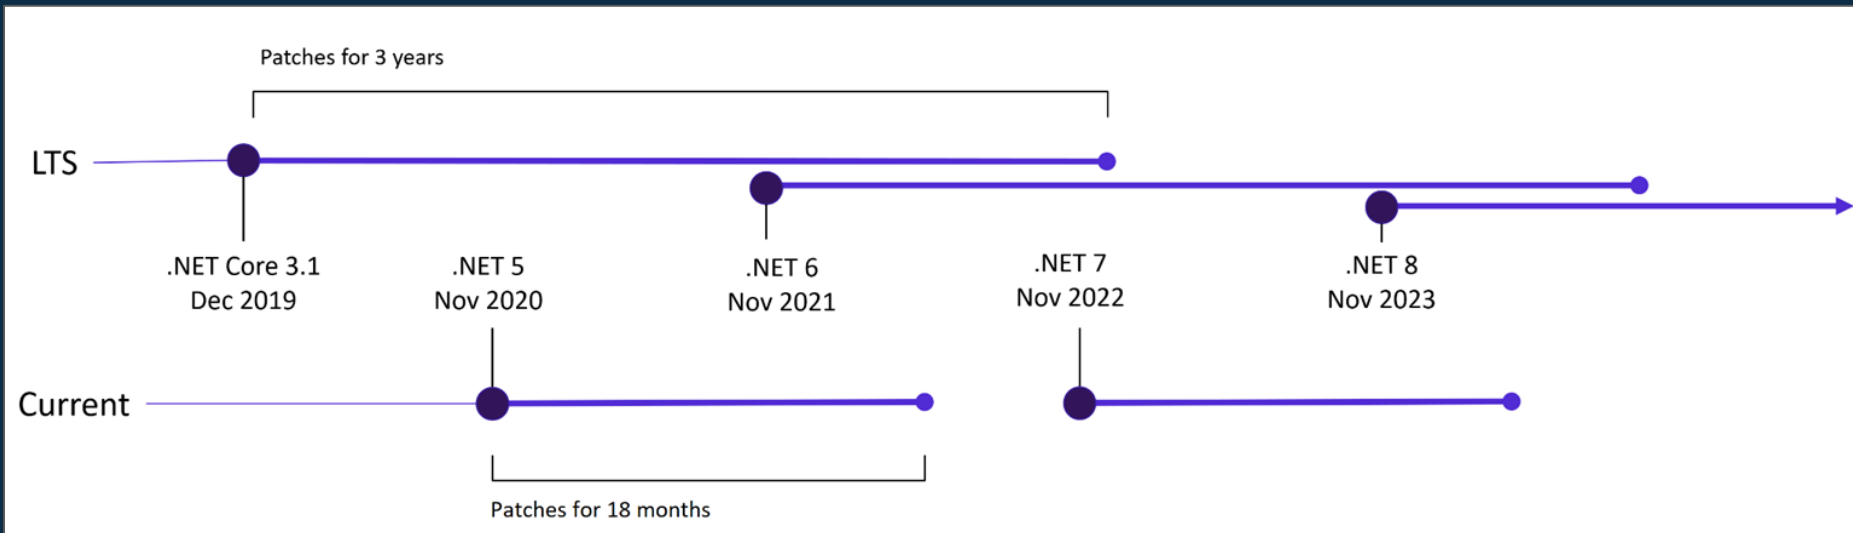 Patches for 3 years
LTS
.NET Core 3.1
Dec 2019
.NET 5
Nov 2020
.NET 6
Nov 2021
.NET 7
Nov 2022
.NET 8
Nov 2023
Current
Patches for 18 months